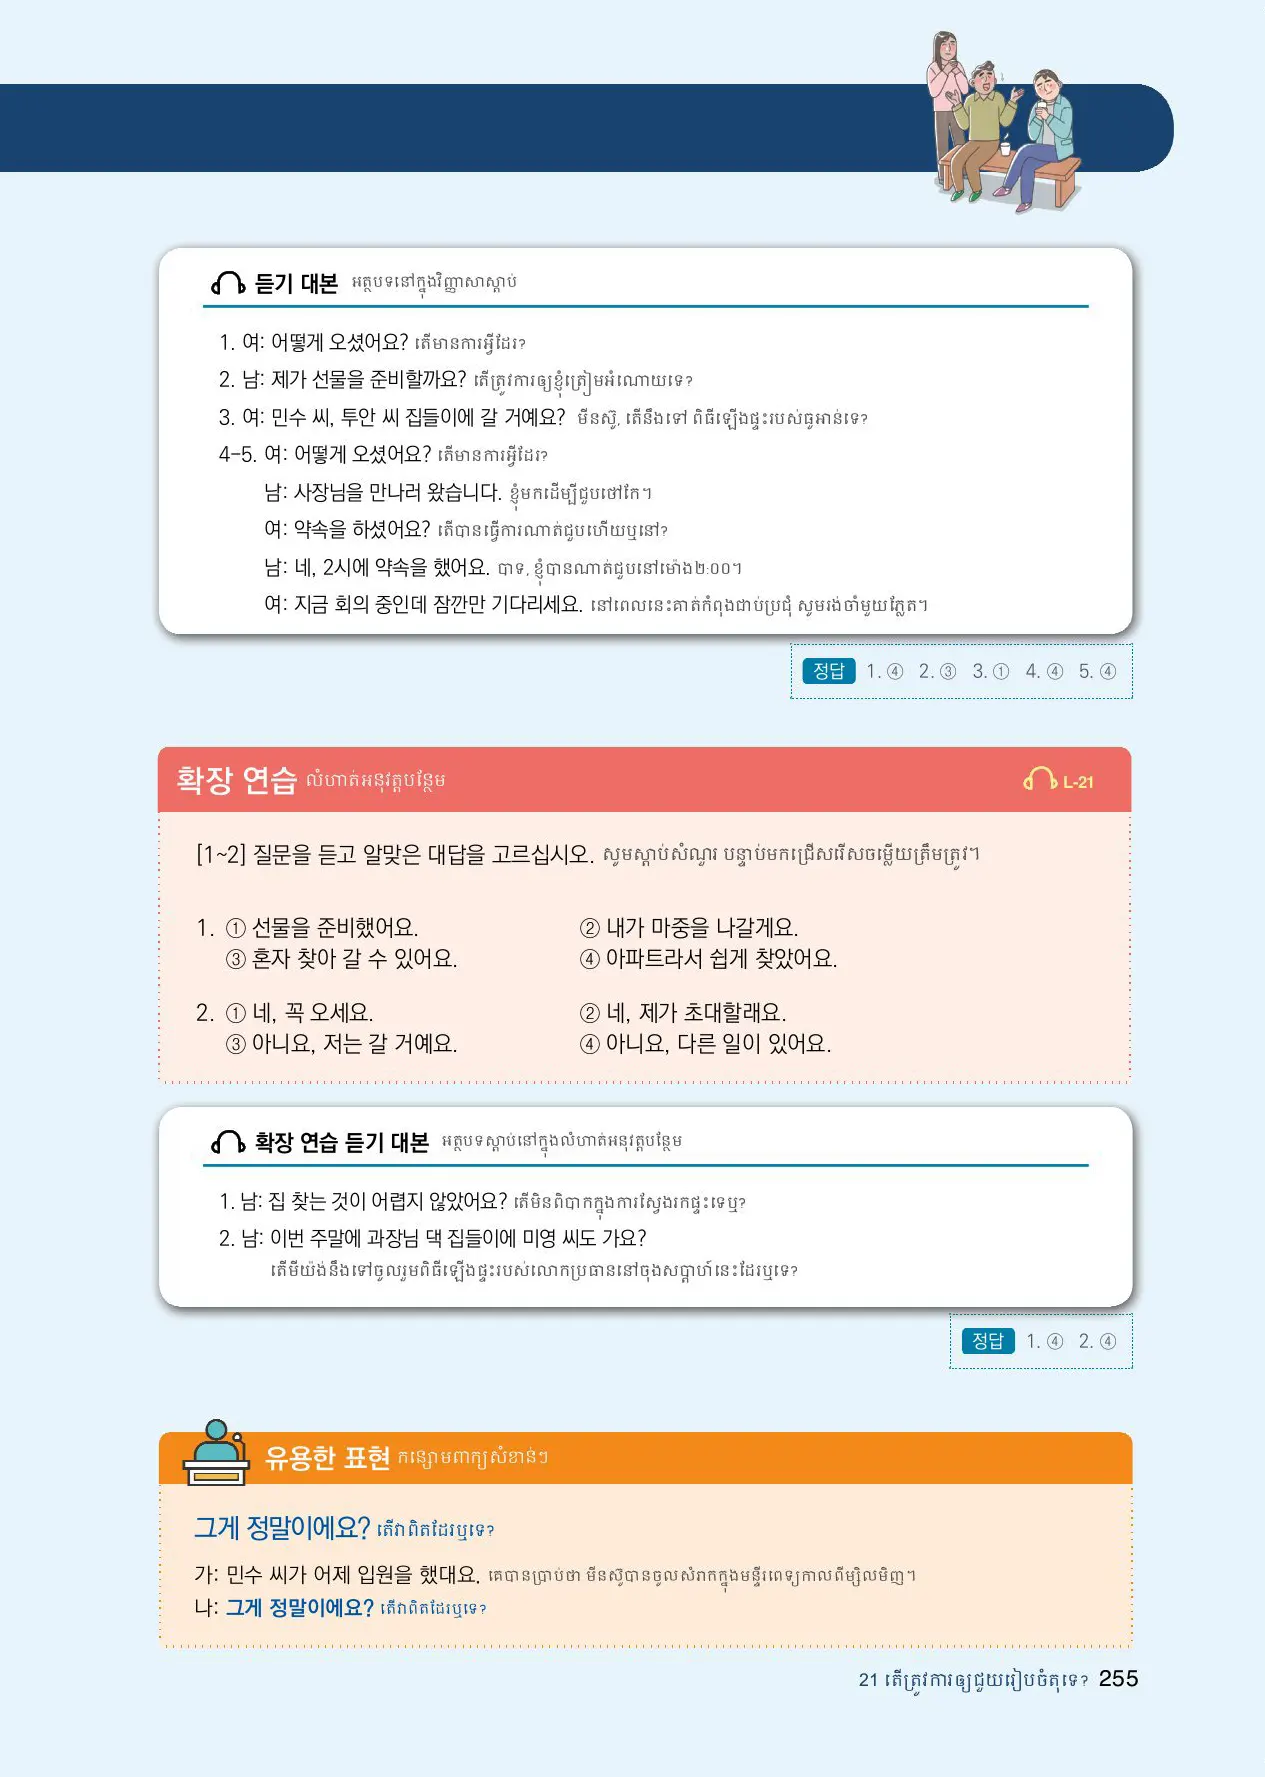 듣기 대본 អត្ថបទនៅក្នុងវិញ្ញាសាស្តាប់
1. 여: 어떻게 오셨어요? តើមានការអ្វីដែរ?
2. 남: 제가 선물을 준비할까요? តើត្រូវការឲ្យខ្ញុំត្រៀមអំណោយទេ?
3. 여: 민수 씨, 투안 씨 집들이에 갈 거예요? មីនស៊ូ, តើនឹងទៅ ពិធីឡើងផ្ទះរបស់ធូអាន់ទេ?
4-5. 여: 어떻게 오셨어요? តើមានការអ្វីដែរ?
남: 사장님을 만나러 왔습니다. ខ្ញុំមកដើម្បីជួបថៅកែ។
여: 약속을 하셨어요? តើបានធ្វើការណាត់ជួបហើយឬនៅ?
남: 네, 2시에 약속을 했어요. បាទ, ខ្ញុំបានណាត់ជួបនៅម៉ោង២:០០។
여: 지금 회의 중인데 잠깐만 기다리세요. នៅពេលនេះគាត់កំពុងជាប់ប្រជុំ សូមរង់ចាំមួយភ្លែត។
정답 1. ④ 2. ③ 3. ① 4. ④ 5. ④
확장 연습 លំហាត់អនុវត្តបន្ថែម L-21
[1~2] 질문을 듣고 알맞은 대답을 고르십시오. សូមស្តាប់សំណួរ បន្ទាប់មកជ្រើសរើសចម្លើយត្រឹមត្រូវ។
1. ① 선물을 준비했어요. ② 내가 마중을 나갈게요.
③ 혼자 찾아 갈 수 있어요. ④ 아파트라서 쉽게 찾았어요.
2. ① 네, 꼭 오세요. ② 네, 제가 초대할래요.
③ 아니요, 저는 갈 거예요. ④ 아니요, 다른 일이 있어요.
확장 연습 듣기 대본 អត្ថបទស្តាប់នៅក្នុងលំហាត់អនុវត្តបន្ថែម
1. 남: 집 찾는 것이 어렵지 않았어요? តើមិនពិបាកក្នុងការស្វែងរកផ្ទះទេឬ?
2. 남: 이번 주말에 과장님 댁 집들이에 미영 씨도 가요?
តើមីយ៉ង់នឹងទៅចូលរួមពិធីឡើងផ្ទះរបស់លោកប្រធាននៅចុងសប្តាហ៍នេះដែរឬទេ?
정답 1. ④ 2. ④
유용한 표현 កន្សោមពាក្យសំខាន់ៗ
그게 정말이에요? តើវាពិតដែរឬទេ?
가: 민수 씨가 어제 입원을 했대요. គេបានប្រាប់ថា មីនស៊ូបានចូលសំរាកក្នុងមន្ទីរពេទ្យកាលពីម្សិលមិញ។
나: 그게 정말이에요? តើវាពិតដែរឬទេ?
21 តើត្រូវការឲ្យជួយរៀបចំតុទេ? 255